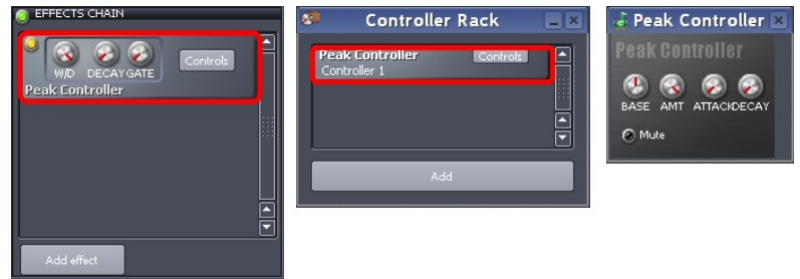 EFFECTS CHAIN
W/D DECAY GATE
Controls
Peak Controller
Add effect
Controller Rack
Peak Controller
Controls
Controller 1
Add
Peak Controller
Peak Controller
BASE AMT ATTACK DECAY
Mute